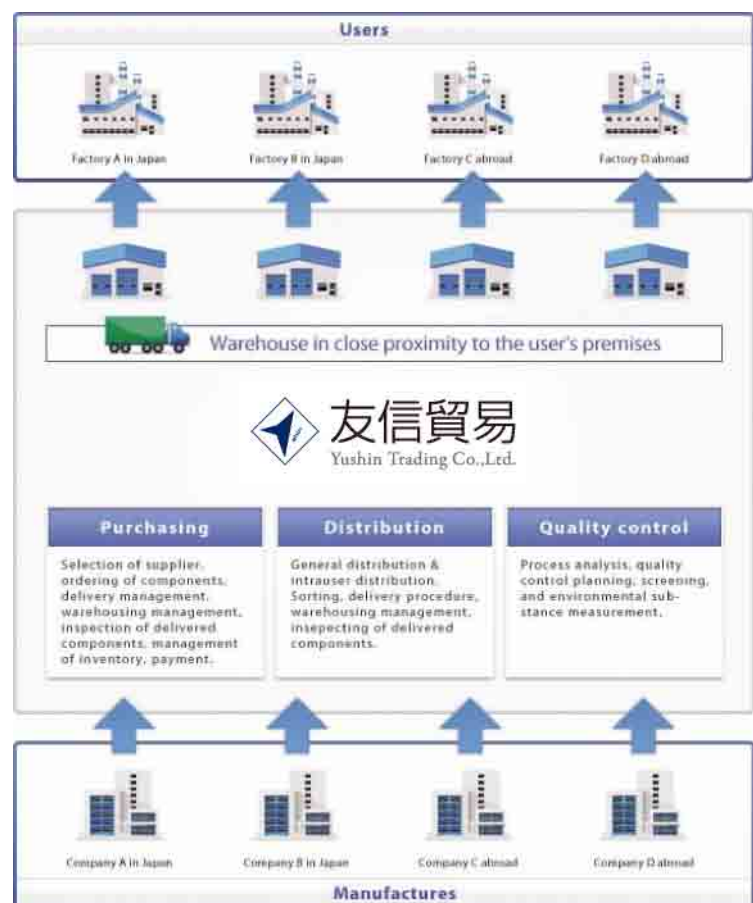 Users
Factory A in Japan
Factory B in Japan
Factory C abroad
Factory D abroad
Warehouse in close proximity to the user's premises
友信貿易
Yushin Trading Co.,Ltd.
Purchasing
Selection of supplier,
ordering of components,
delivery management,
warehousing management,
inspection of delivered
components, management
of inventory, payment.
Distribution
General distribution &
intrauser distribution.
Sorting, delivery procedure,
warehousing management,
insepecting of delivered
components.
Quality control
Process analysis, quality
control planning, screening,
and environmental sub-
stance measurement.
Company A in Japan
Company B in Japan
Company C abroad
Company D abroad
Manufactures